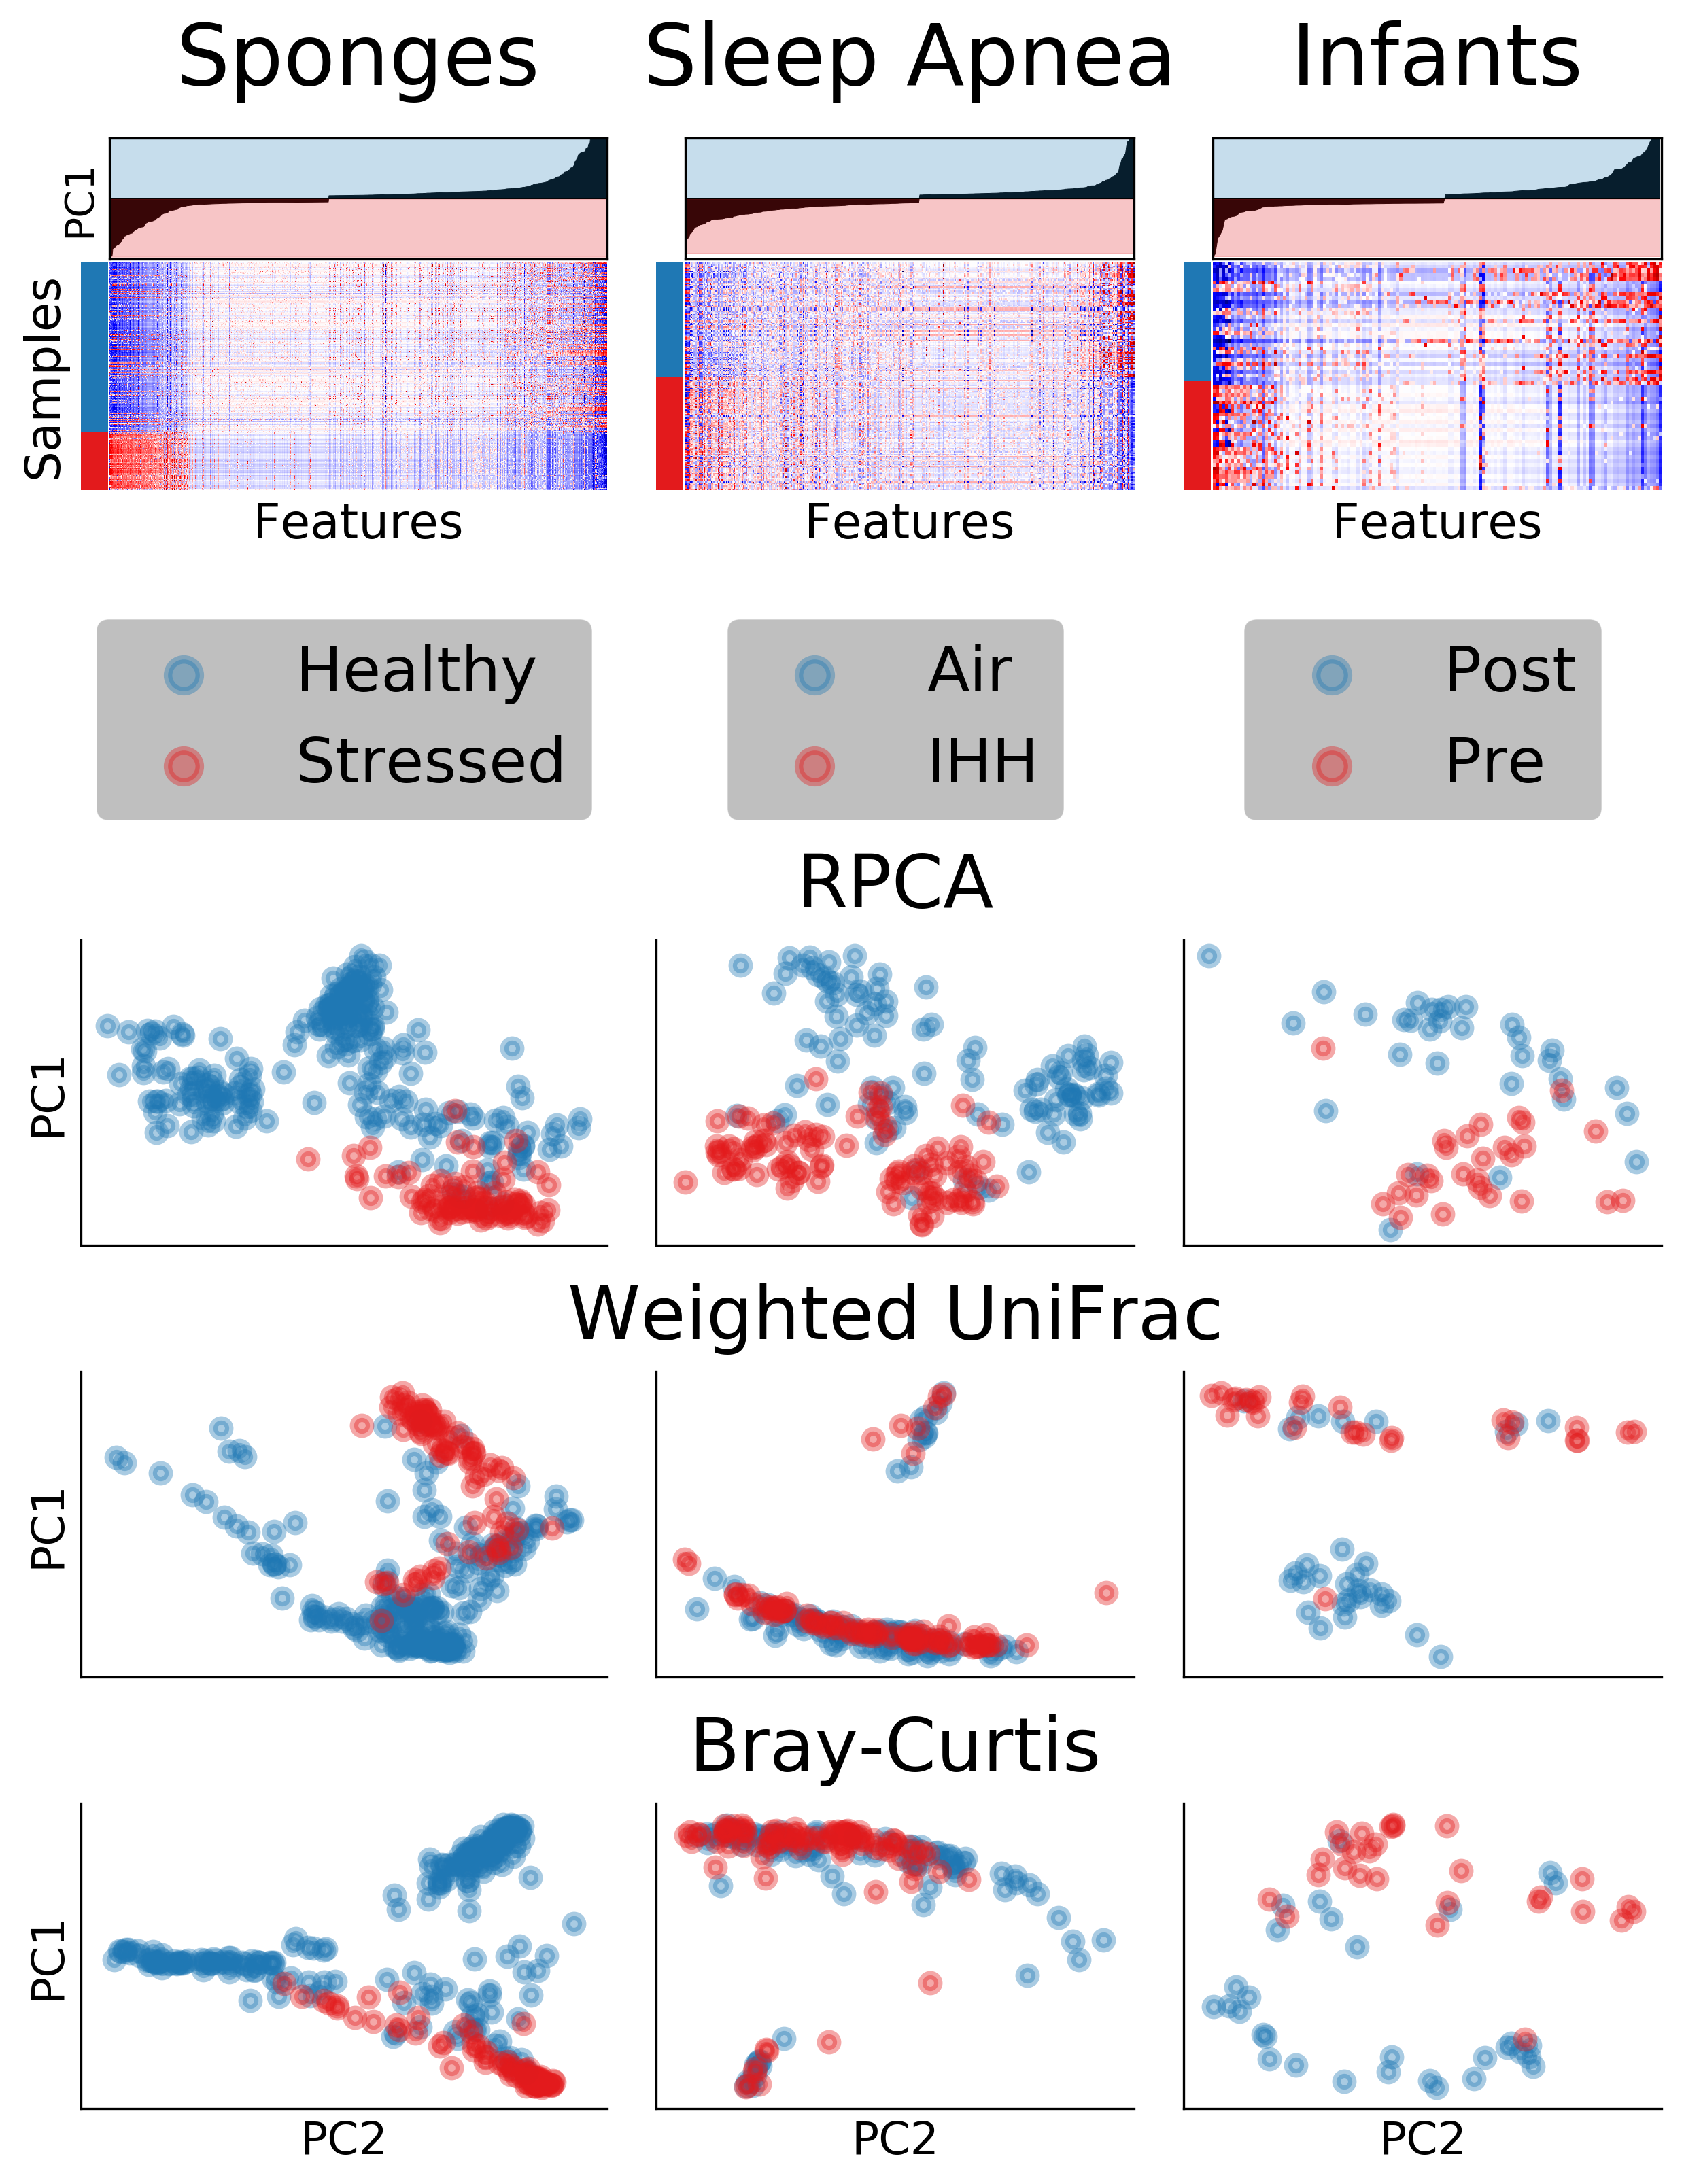 Sponges Sleep Apnea Infants
PC1
Samples
Features Features Features
Healthy Air Post
Stressed IHH Pre
RPCA
PC1
Weighted UniFrac
PC1
Bray-Curtis
PC1
PC2 PC2 PC2